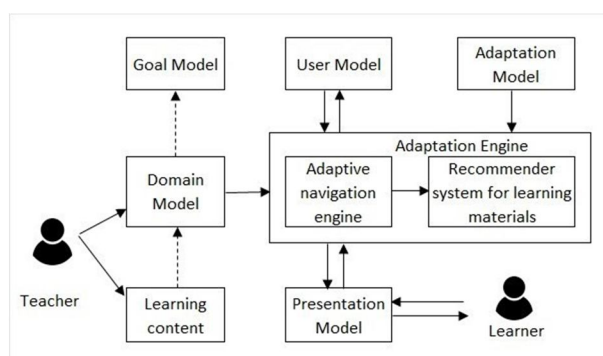 Goal Model
User Model
Adaptation
Model
Adaptation Engine
Domain
Model
Adaptive
navigation
engine
Recommender
system for learning
materials
Teacher
Learning
content
Presentation
Model
Learner